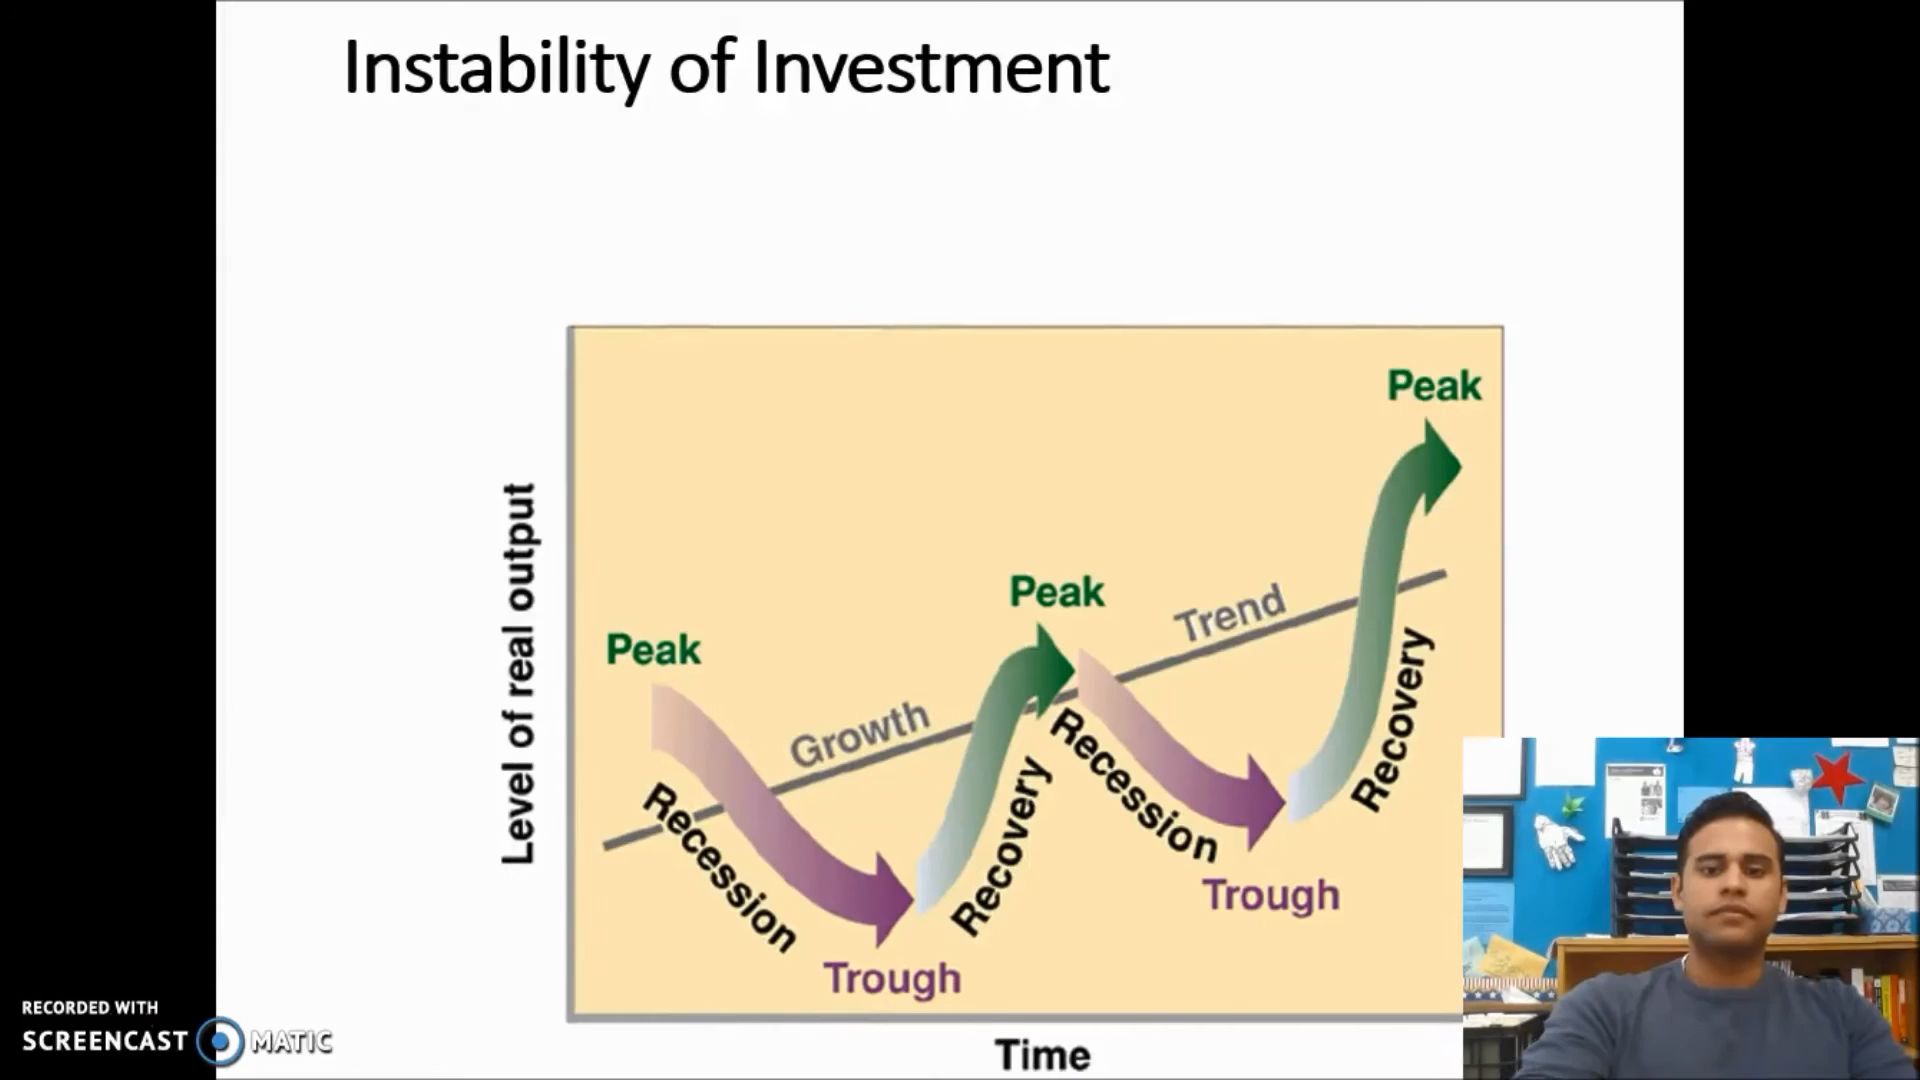 Instability of Investment
Peak
Peak
Trend
Peak
Growth
Level of real output
Recession
Recovery
Recession
Recovery
Trough
Trough
Time
RECORDED WITH
SCREENCAST MATIC